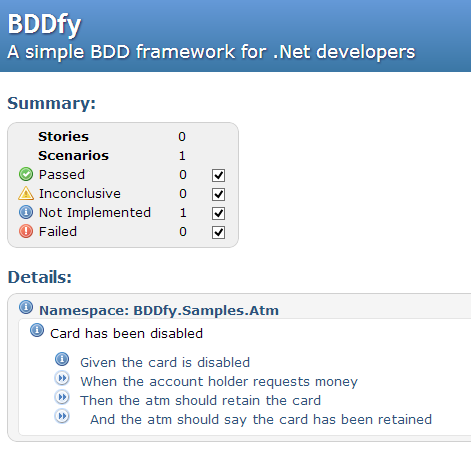 BDDfy
A simple BDD framework for .Net developers
Summary:
Stories 0
Scenarios 1
Passed 0
Inconclusive 0
Not Implemented 1
Failed 0
Details:
Namespace: BDDfy.Samples.Atm
Card has been disabled
Given the card is disabled
When the account holder requests money
Then the atm should retain the card
And the atm should say the card has been retained